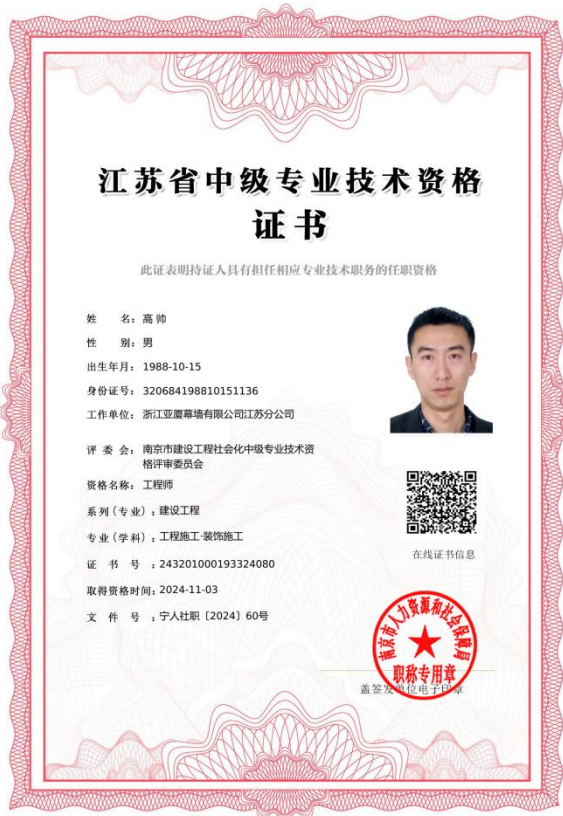 江苏省中级专业技术资格
证书
此证表明持证人具有担任相应专业技术职务的任职资格
姓 名：高帅
性 别：男
出生年月：1988-10-15
身份证号：320684198810151136
工作单位：浙江亚厦幕墙有限公司江苏分公司
评 委 会：南京市建设工程社会化中级专业技术资
格评审委员会
资格名称：工程师
系列（专业）：建设工程
专业（学科）：工程施工·装饰施工
证 书 号 ：243201000193324080
取得资格时间：2024-11-03
文 件 号 ：宁人社职〔2024〕60号
在线证书信息
南京市人力资源和社会保障局
职称专用章
盖签发单位电子印章